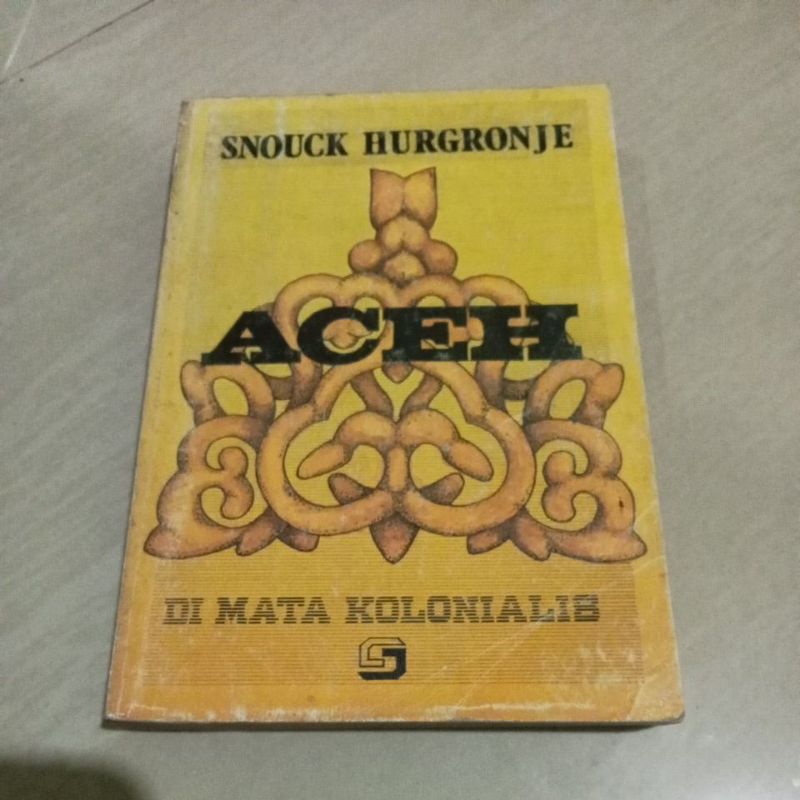 SNOUCK HURGRONJE
ACEH
DI MATA KOLONIALIS